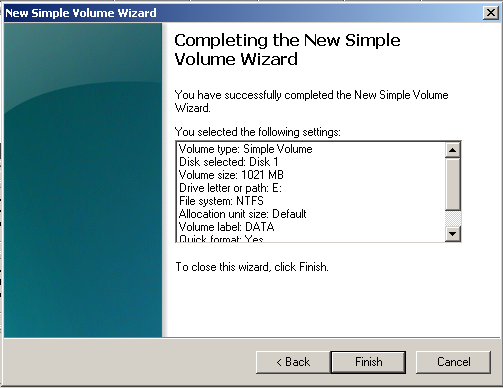 New Simple Volume Wizard
Completing the New Simple
Volume Wizard
You have successfully completed the New Simple Volume
Wizard.
You selected the following settings:
Volume type: Simple Volume
Disk selected: Disk 1
Volume size: 1021 MB
Drive letter or path: E:
File system: NTFS
Allocation unit size: Default
Volume label: DATA
Quick format: Yes
To close this wizard, click Finish.
< Back
Finish
Cancel